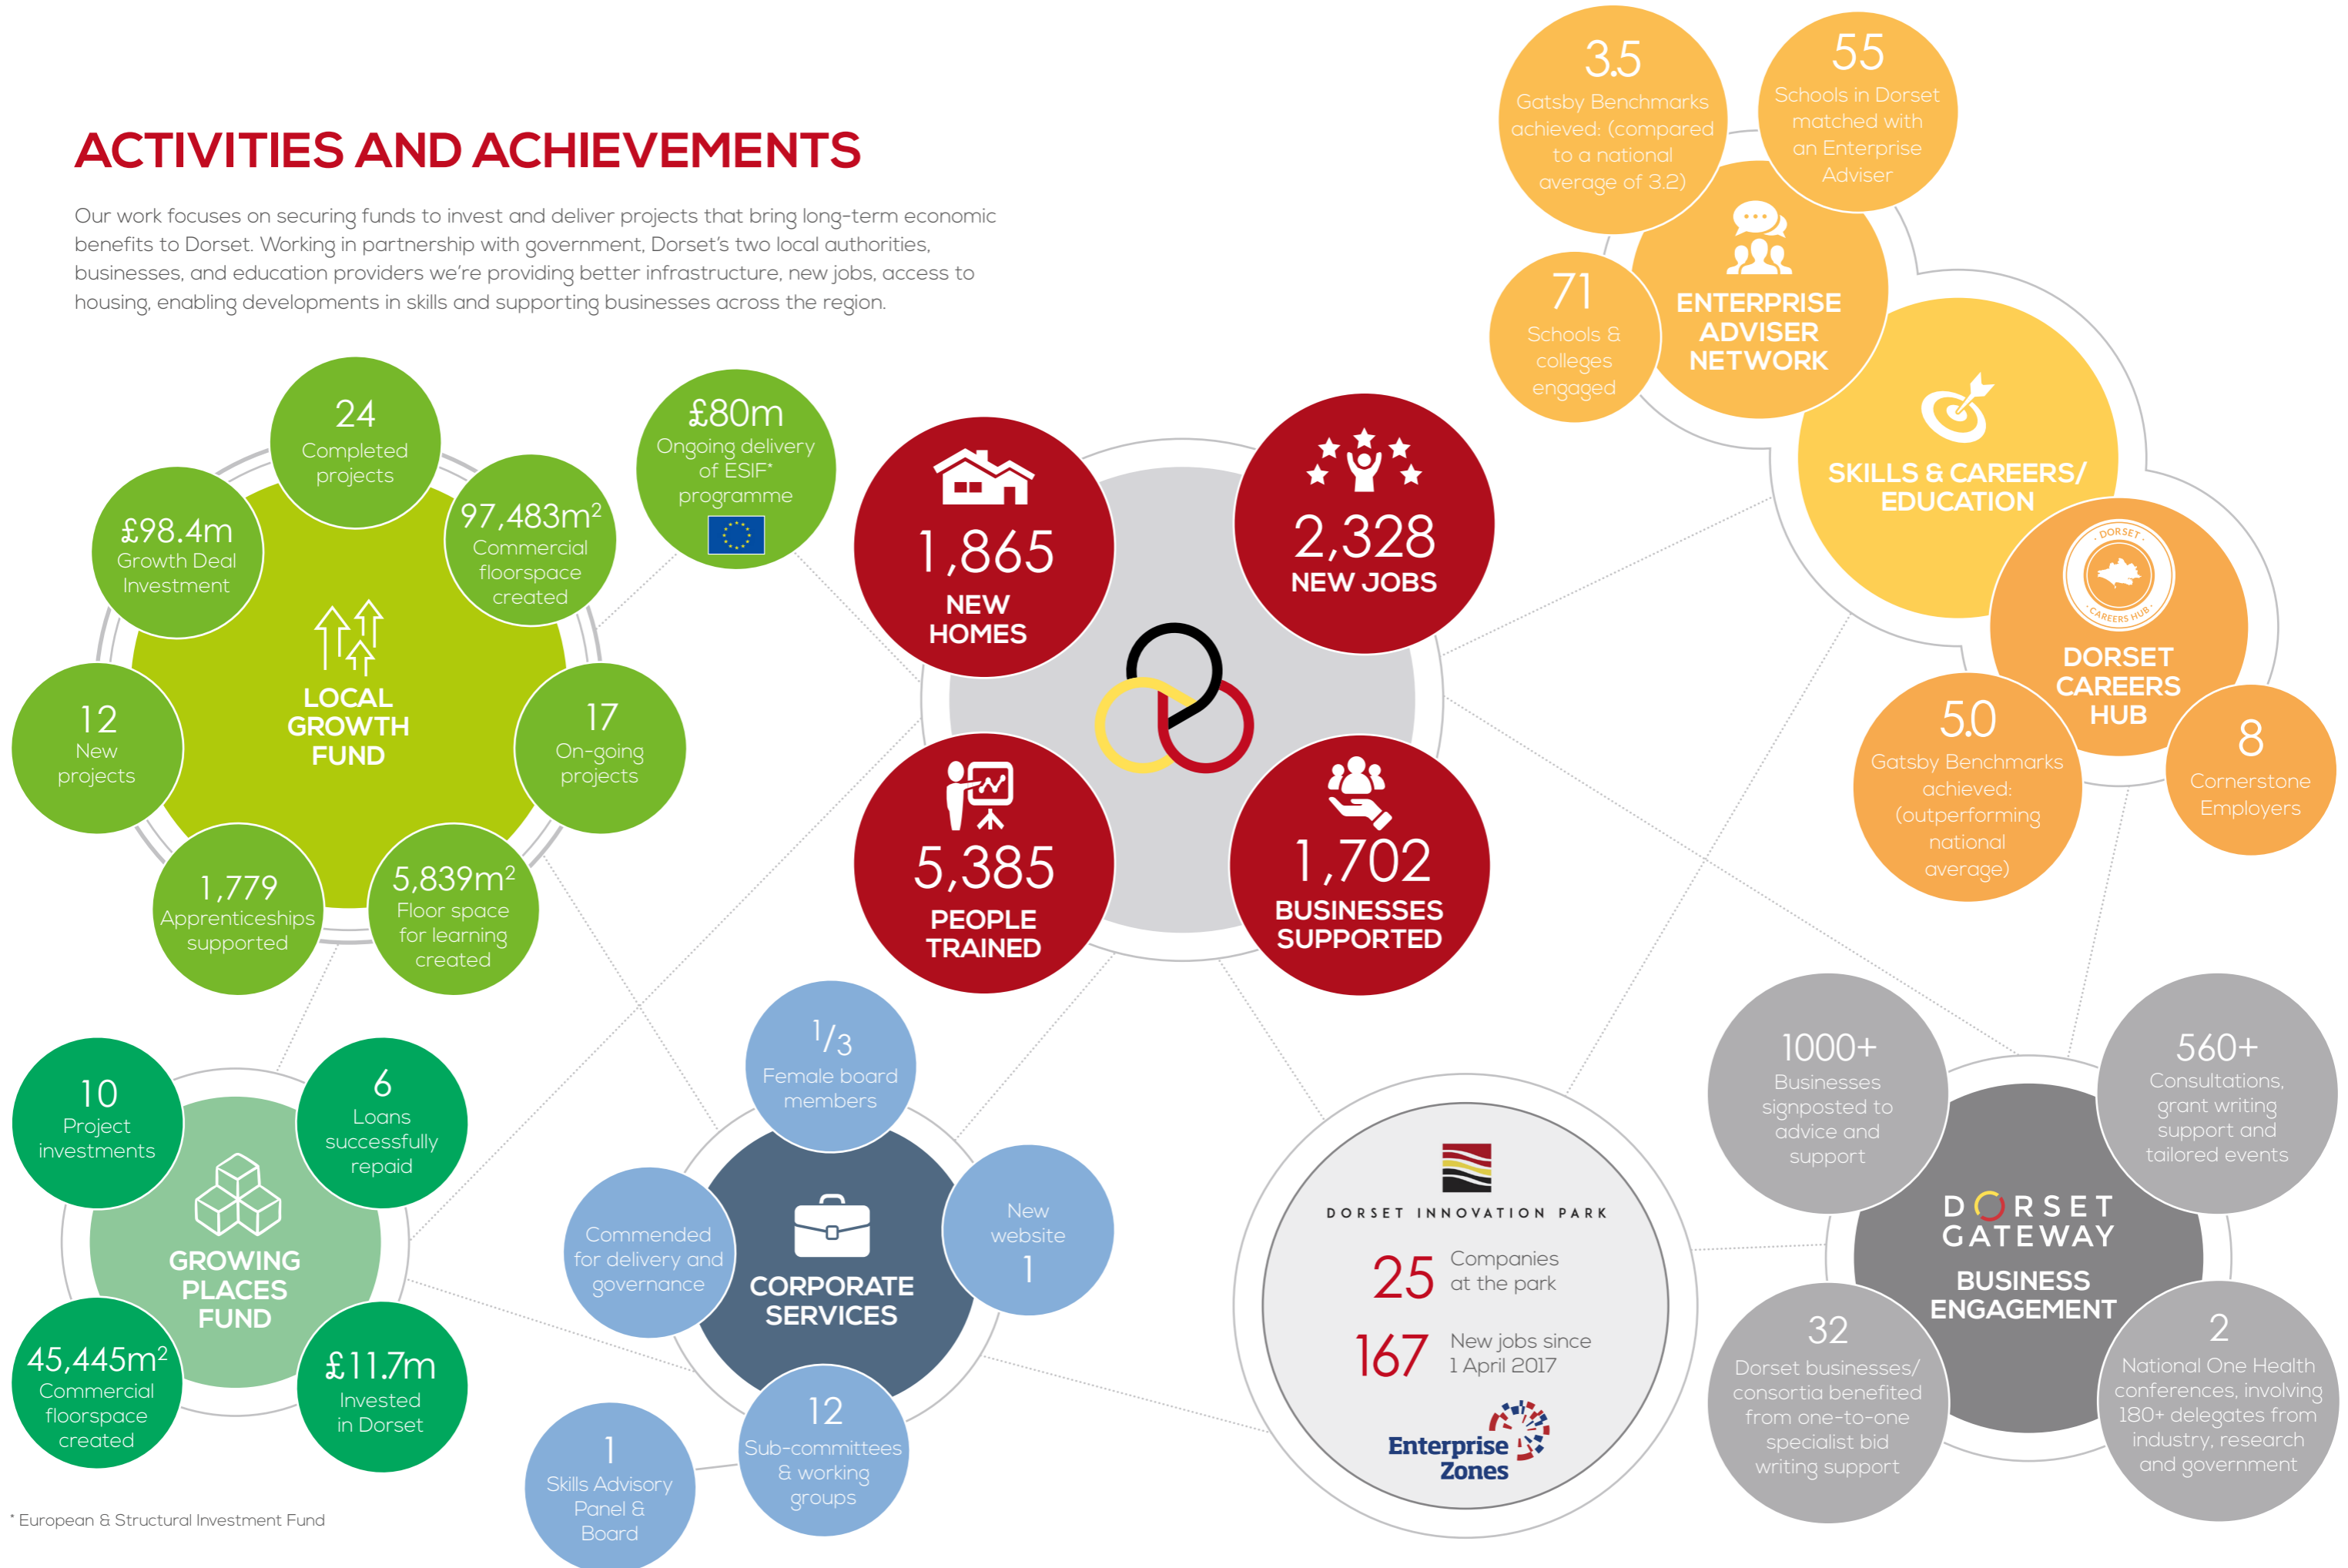 ACTIVITIES AND ACHIEVEMENTS
Our work focuses on securing funds to invest and deliver projects that bring long-term economic
benefits to Dorset. Working in partnership with government, Dorset's two local authorities,
businesses, and education providers we're providing better infrastructure, new jobs, access to
housing, enabling developments in skills and supporting businesses across the region.
24
Completed
projects
£98.4m
Growth Deal
Investment
97,483m²
Commercial
floorspace
created
12
New
projects
LOCAL
GROWTH
FUND
17
On-going
projects
1,779
Apprenticeships
supported
5,839m²
Floor space
for learning
created
£80m
Ongoing delivery
of ESIF*
programme
1,865
NEW
HOMES
2,328
NEW JOBS
5,385
PEOPLE
TRAINED
1,702
BUSINESSES
SUPPORTED
3.5
Gatsby Benchmarks
achieved: (compared
to a national
average of 3.2)
55
Schools in Dorset
matched with
an Enterprise
Adviser
71
Schools &
colleges
engaged
ENTERPRISE
ADVISER
NETWORK
SKILLS & CAREERS/
EDUCATION
· DORSET ·
· CAREERS HUB ·
DORSET
CAREERS
HUB
5.0
Gatsby Benchmarks
achieved:
(outperforming
national
average)
8
Cornerstone
Employers
10
Project
investments
6
Loans
successfully
repaid
GROWING
PLACES
FUND
45,445m²
Commercial
floorspace
created
£11.7m
Invested
in Dorset
1/3
Female board
members
Commended
for delivery and
governance
New
website
1
CORPORATE
SERVICES
12
Sub-committees
& working
groups
1
Skills Advisory
Panel &
Board
DORSET INNOVATION PARK
25 Companies
at the park
167 New jobs since
1 April 2017
Enterprise
Zones
1000+
Businesses
signposted to
advice and
support
560+
Consultations,
grant writing
support and
tailored events
DORSET
GATEWAY
BUSINESS
ENGAGEMENT
32
Dorset businesses/
consortia benefited
from one-to-one
specialist bid
writing support
2
National One Health
conferences, involving
180+ delegates from
industry, research
and government
* European & Structural Investment Fund